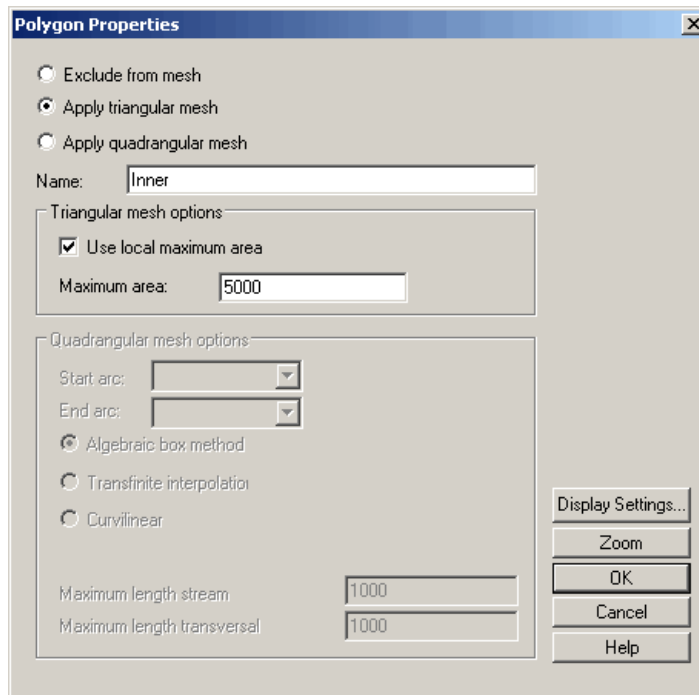 Polygon Properties
Exclude from mesh
Apply triangular mesh
Apply quadrangular mesh
Name: Inner
Triangular mesh options
Use local maximum area
Maximum area: 5000
Quadrangular mesh options
Start arc:
End arc:
Algebraic box method
Transfinite interpolation
Curvilinear
Maximum length stream 1000
Maximum length transversal 1000
Display Settings...
Zoom
OK
Cancel
Help